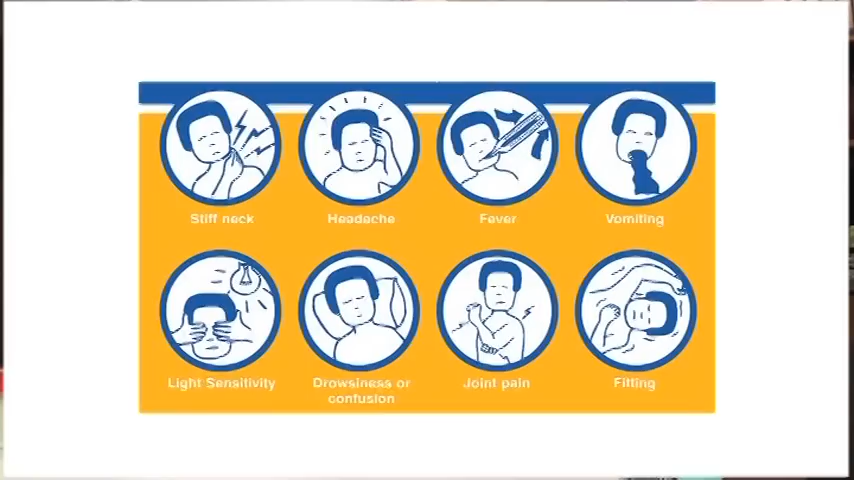 Stiff neck
Headache
Fever
Vomiting
Light Sensitivity
Drowsiness or
confusion
Joint pain
Fitting